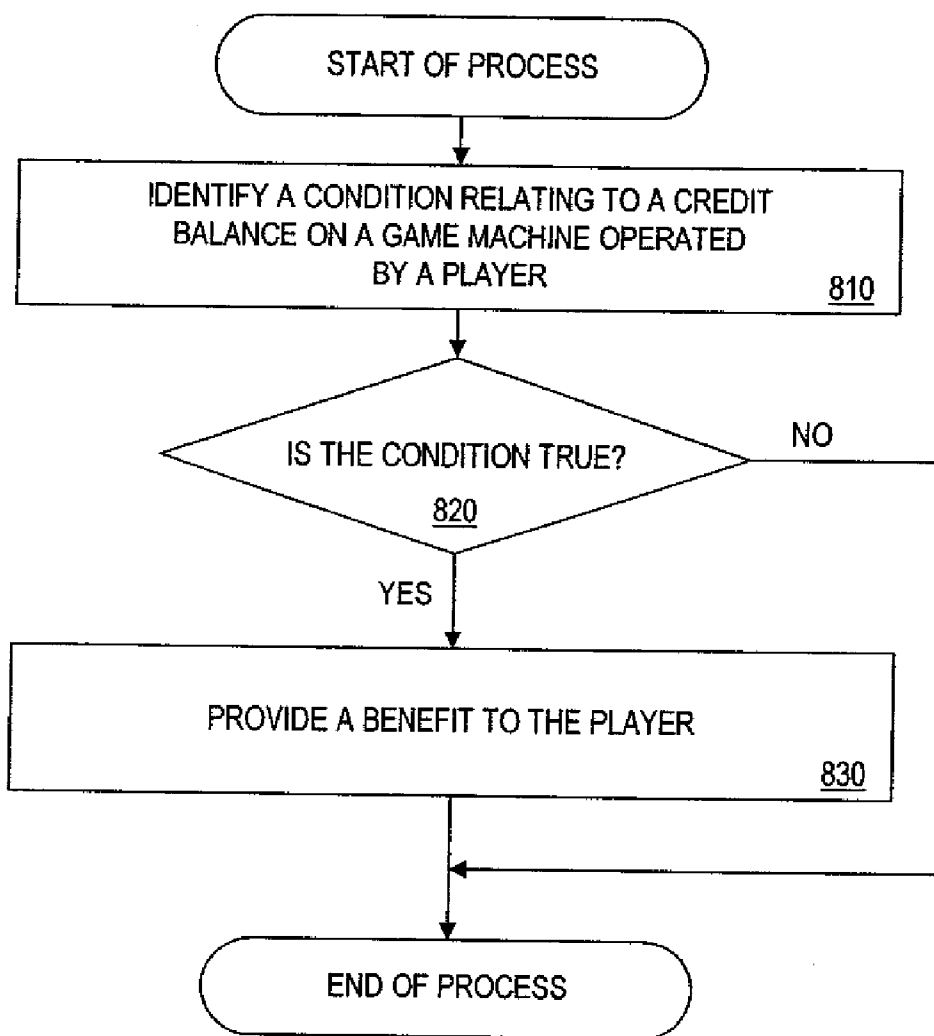 START OF PROCESS
IDENTIFY A CONDITION RELATING TO A CREDIT
BALANCE ON A GAME MACHINE OPERATED
BY A PLAYER
810
IS THE CONDITION TRUE?
820
NO
YES
PROVIDE A BENEFIT TO THE PLAYER
830
END OF PROCESS